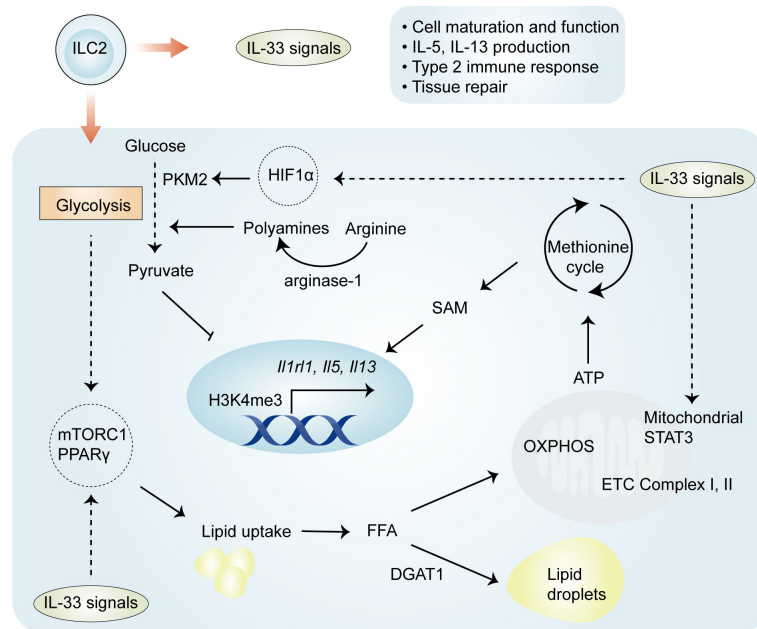 ILC2
IL-33 signals
• Cell maturation and function
• IL-5, IL-13 production
• Type 2 immune response
• Tissue repair
Glucose
PKM2
HIF1α
IL-33 signals
Glycolysis
Polyamines
Arginine
Methionine
cycle
Pyruvate
arginase-1
SAM
Il1rl1, Il5, Il13
H3K4me3
ATP
Mitochondrial
STAT3
mTORC1
PPARγ
OXPHOS
ETC Complex I, II
Lipid uptake
FFA
DGAT1
Lipid
droplets
IL-33 signals